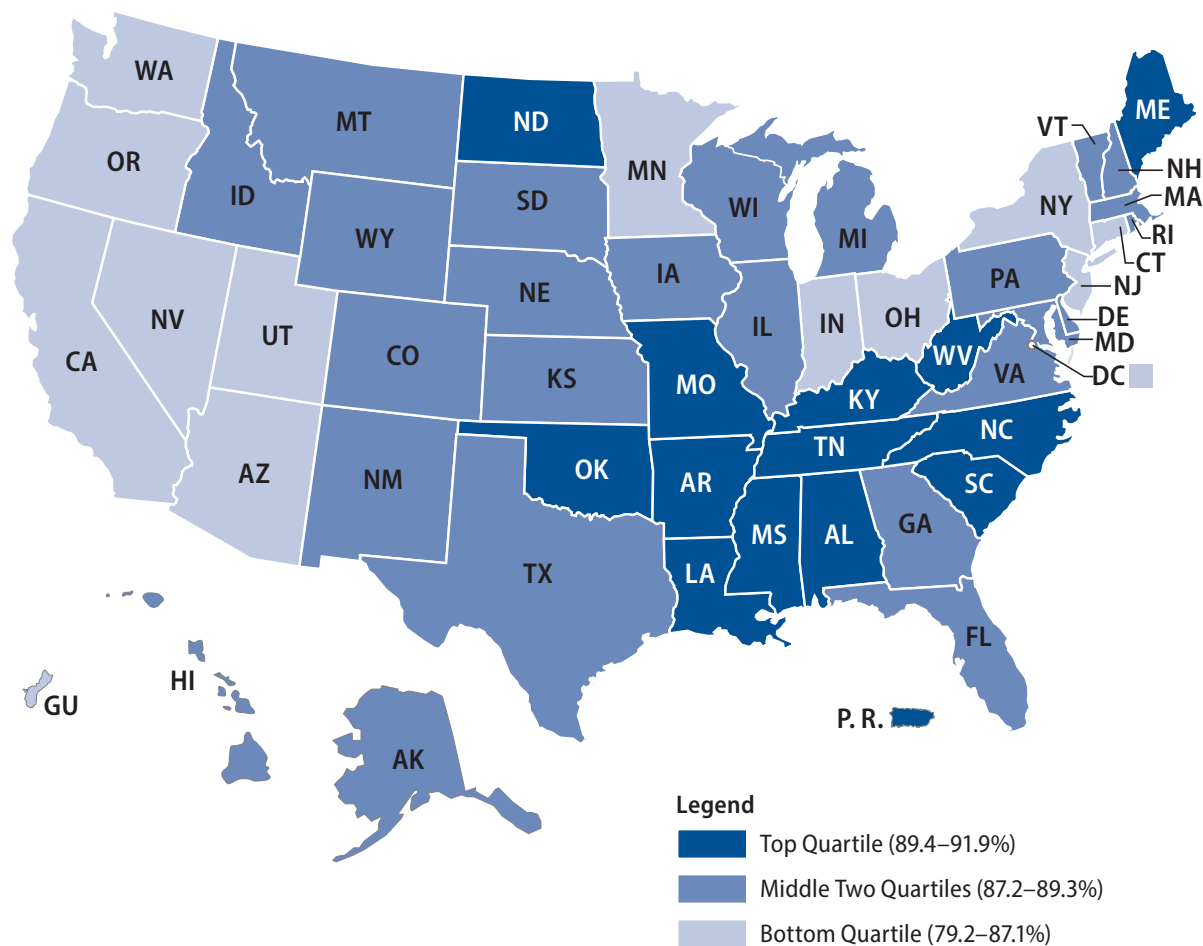 WA
MT
ND
ME
VT
OR
MN
NH
ID
SD
WI
NY
MA
WY
MI
RI
IA
PA
CT
NE
NJ
NV
UT
IL
IN
OH
DE
CA
CO
WV
MD
KS
MO
VA
DC
KY
NC
TN
AZ
NM
OK
AR
SC
MS
AL
GA
TX
LA
FL
HI
GU
P. R.
AK
Legend
Top Quartile (89.4–91.9%)
Middle Two Quartiles (87.2–89.3%)
Bottom Quartile (79.2–87.1%)